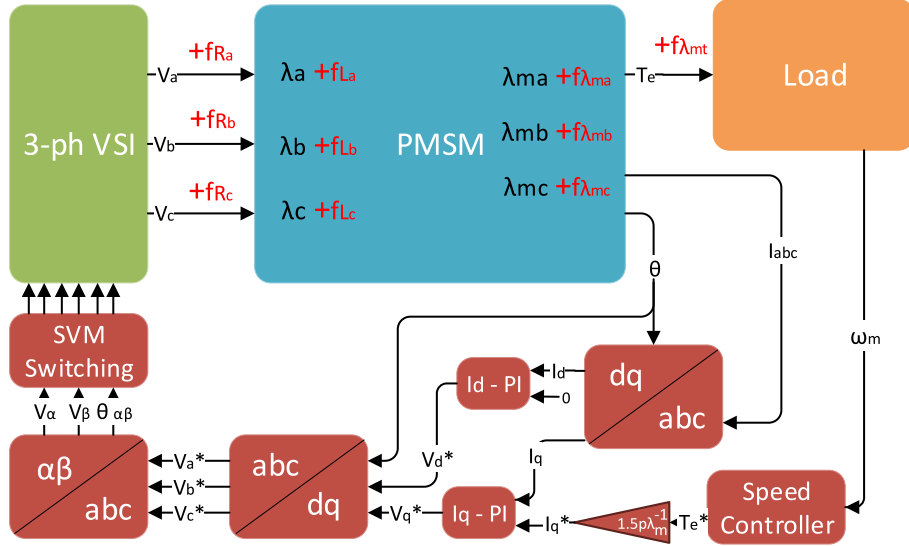 +fRa
+fRb
+fRc
Va
Vb
Vc
3-ph VSI
λa +fLa
λb +fLb
λc +fLc
PMSM
λma +fλma
λmb +fλmb
λmc +fλmc
+fλmt
Te
Load
Iabc
θ
ωm
SVM
Switching
Vα Vβ θ αβ
αβ
abc
Va*
Vb*
Vc*
abc
dq
Vd*
Vq*
Id - PI
Id
0
dq
abc
Iq
Iq - PI
Iq*
1.5pλm-1
Te*
Speed
Controller